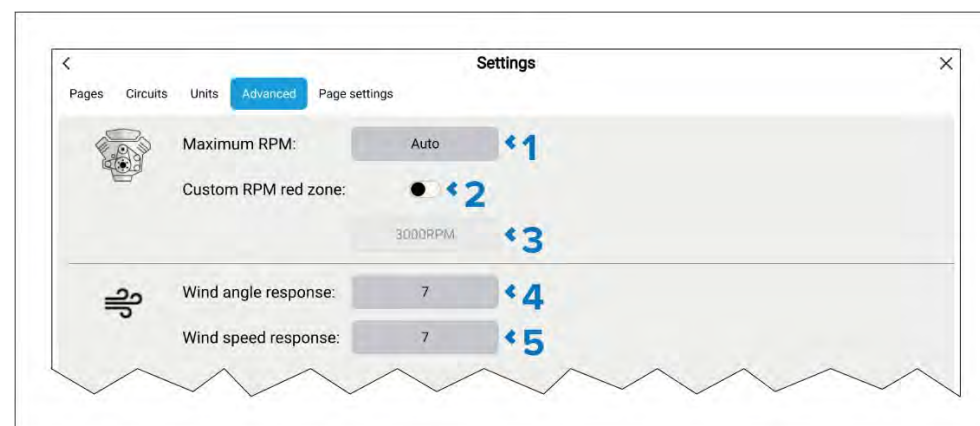 Settings
Pages Circuits Units Advanced Page settings
Maximum RPM: Auto 1
Custom RPM red zone: 2
3000RPM 3
Wind angle response: 7 4
Wind speed response: 7 5